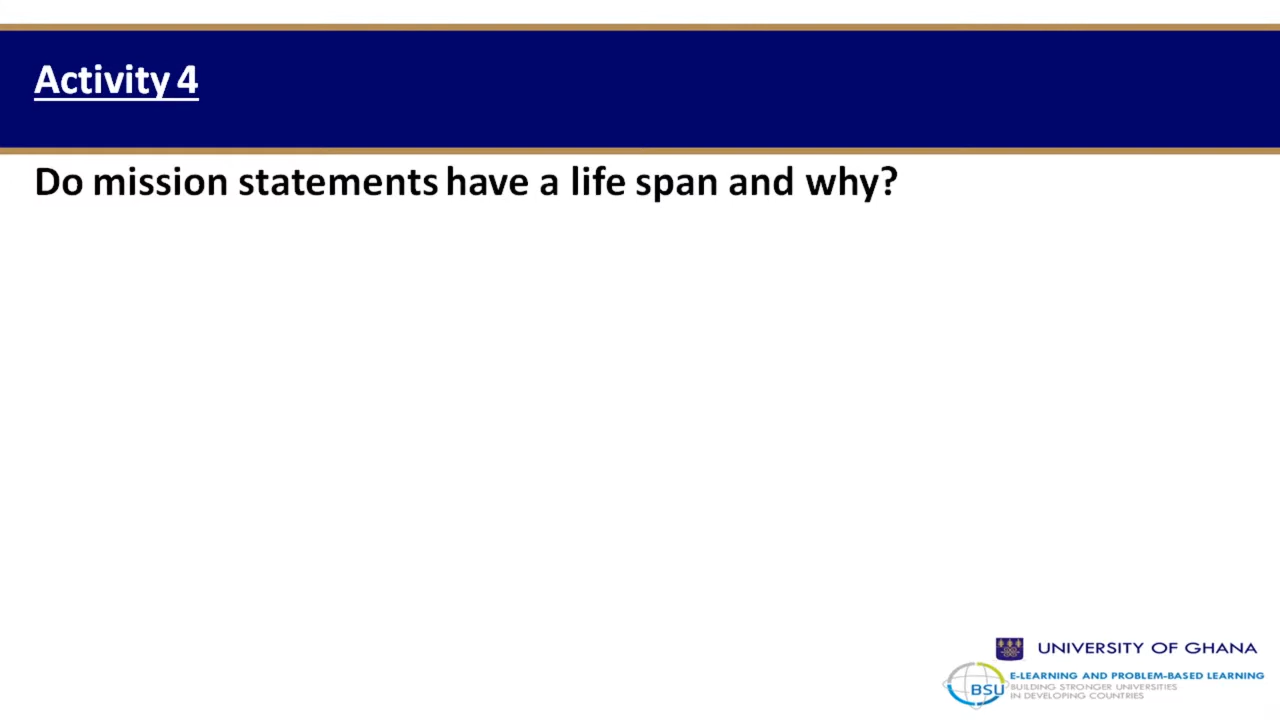 Activity 4
Do mission statements have a life span and why?
UNIVERSITY OF GHANA
BSU
E-LEARNING AND PROBLEM-BASED LEARNING
BUILDING STRONGER UNIVERSITIES
IN DEVELOPING COUNTRIES